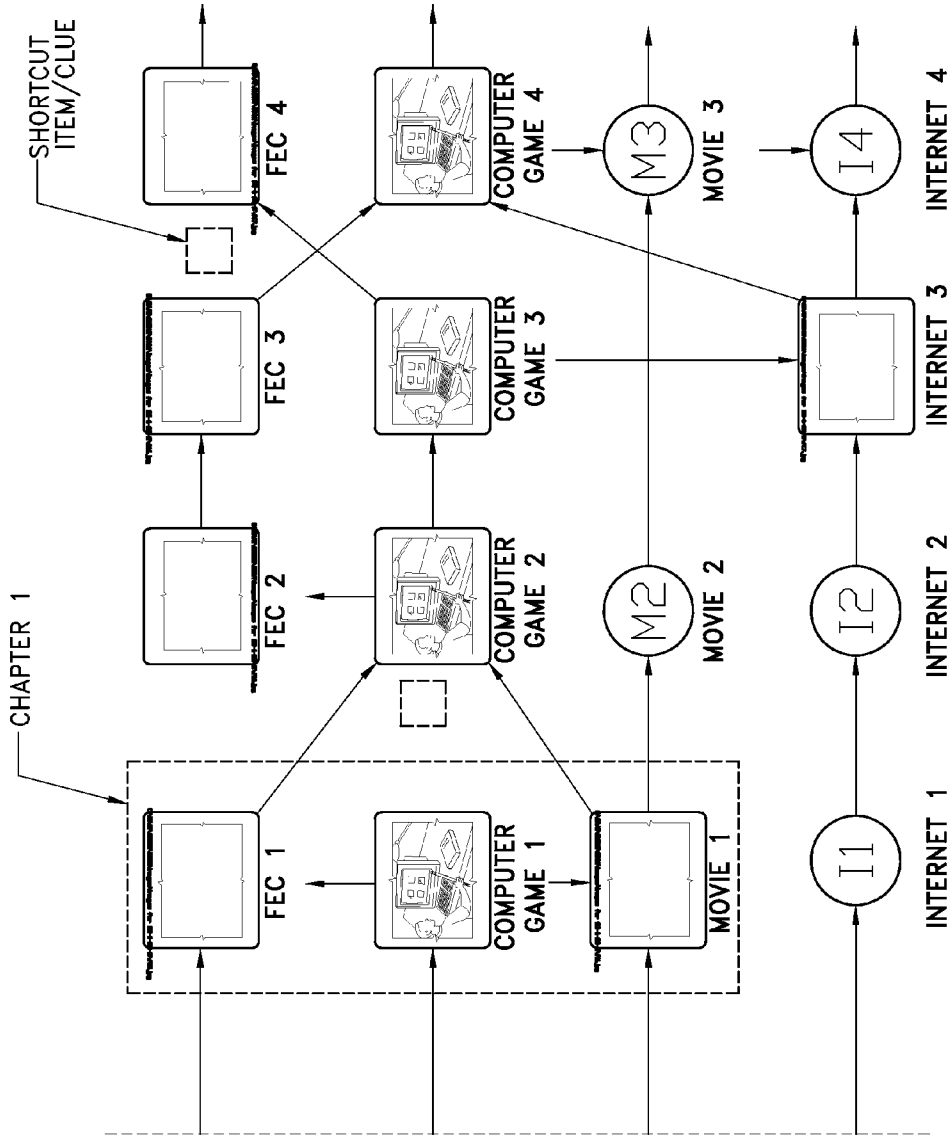 CHAPTER 1
SHORTCUT
ITEM/CLUE
FEC 1
FEC 2
FEC 3
FEC 4
COMPUTER
GAME 1
COMPUTER
GAME 2
COMPUTER
GAME 3
COMPUTER
GAME 4
MOVIE 1
M2
MOVIE 2
M3
MOVIE 3
I1
INTERNET 1
I2
INTERNET 2
INTERNET 3
I4
INTERNET 4